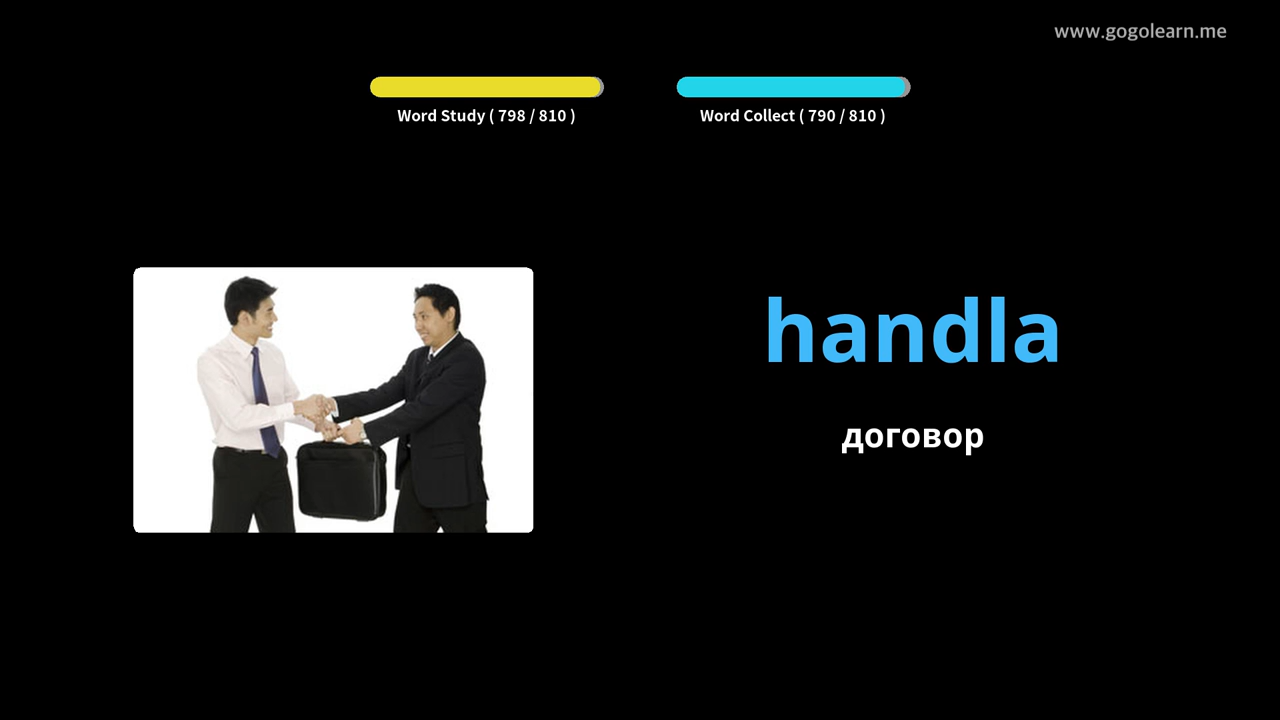 www.gogolearn.me
Word Study ( 798 / 810 )
Word Collect ( 790 / 810 )
handla
договор